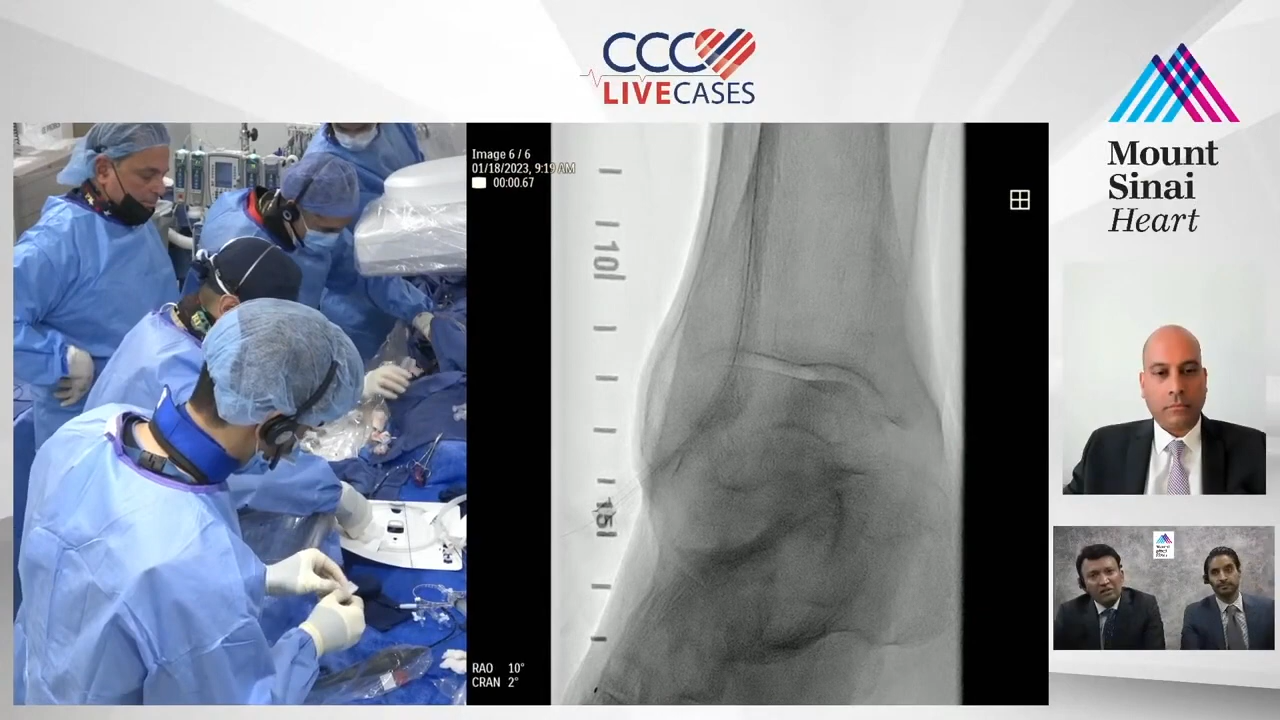 CCC
LIVECASES
Mount
Sinai
Heart
Image 6 / 6
01/18/2023, 9:19 AM
00:00.67
10
15
RAO 10°
CRAN 2°